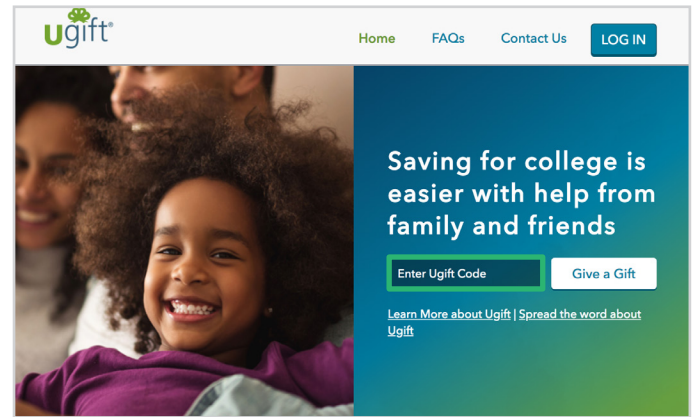 ugift®
Home FAQs Contact Us LOG IN
Saving for college is
easier with help from
family and friends
Enter Ugift Code Give a Gift
Learn More about Ugift | Spread the word about
Ugift